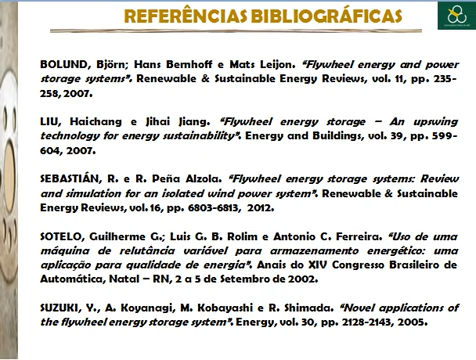 REFERÊNCIAS BIBLIOGRÁFICAS
BOLUND, Björn; Hans Bernhoff e Mats Leijon. “Flywheel energy and power
storage systems”. Renewable & Sustainable Energy Reviews, vol. 11, pp. 235-
258, 2007.
LIU, Haichang e Jihai Jiang. “Flywheel energy storage – An upswing
technology for energy sustainability”. Energy and Buildings, vol. 39, pp. 599-
604, 2007.
SEBASTIÁN, R. e R. Peña Alzola. “Flywheel energy storage systems: Review
and simulation for an isolated wind power system”. Renewable & Sustainable
Energy Reviews, vol. 16, pp. 6803-6813, 2012.
SOTELO, Guilherme G.; Luis G. B. Rolim e Antonio C. Ferreira. “Uso de uma
máquina de relutância variável para armazenamento energético: uma
aplicação para qualidade de energia”. Anais do XIV Congresso Brasileiro de
Automática, Natal – RN, 2 a 5 de Setembro de 2002.
SUZUKI, Y., A. Koyanagi, M. Kobayashi e R. Shimada. “Novel applications of
the flywheel energy storage system”. Energy, vol. 30, pp. 2128-2143, 2005.